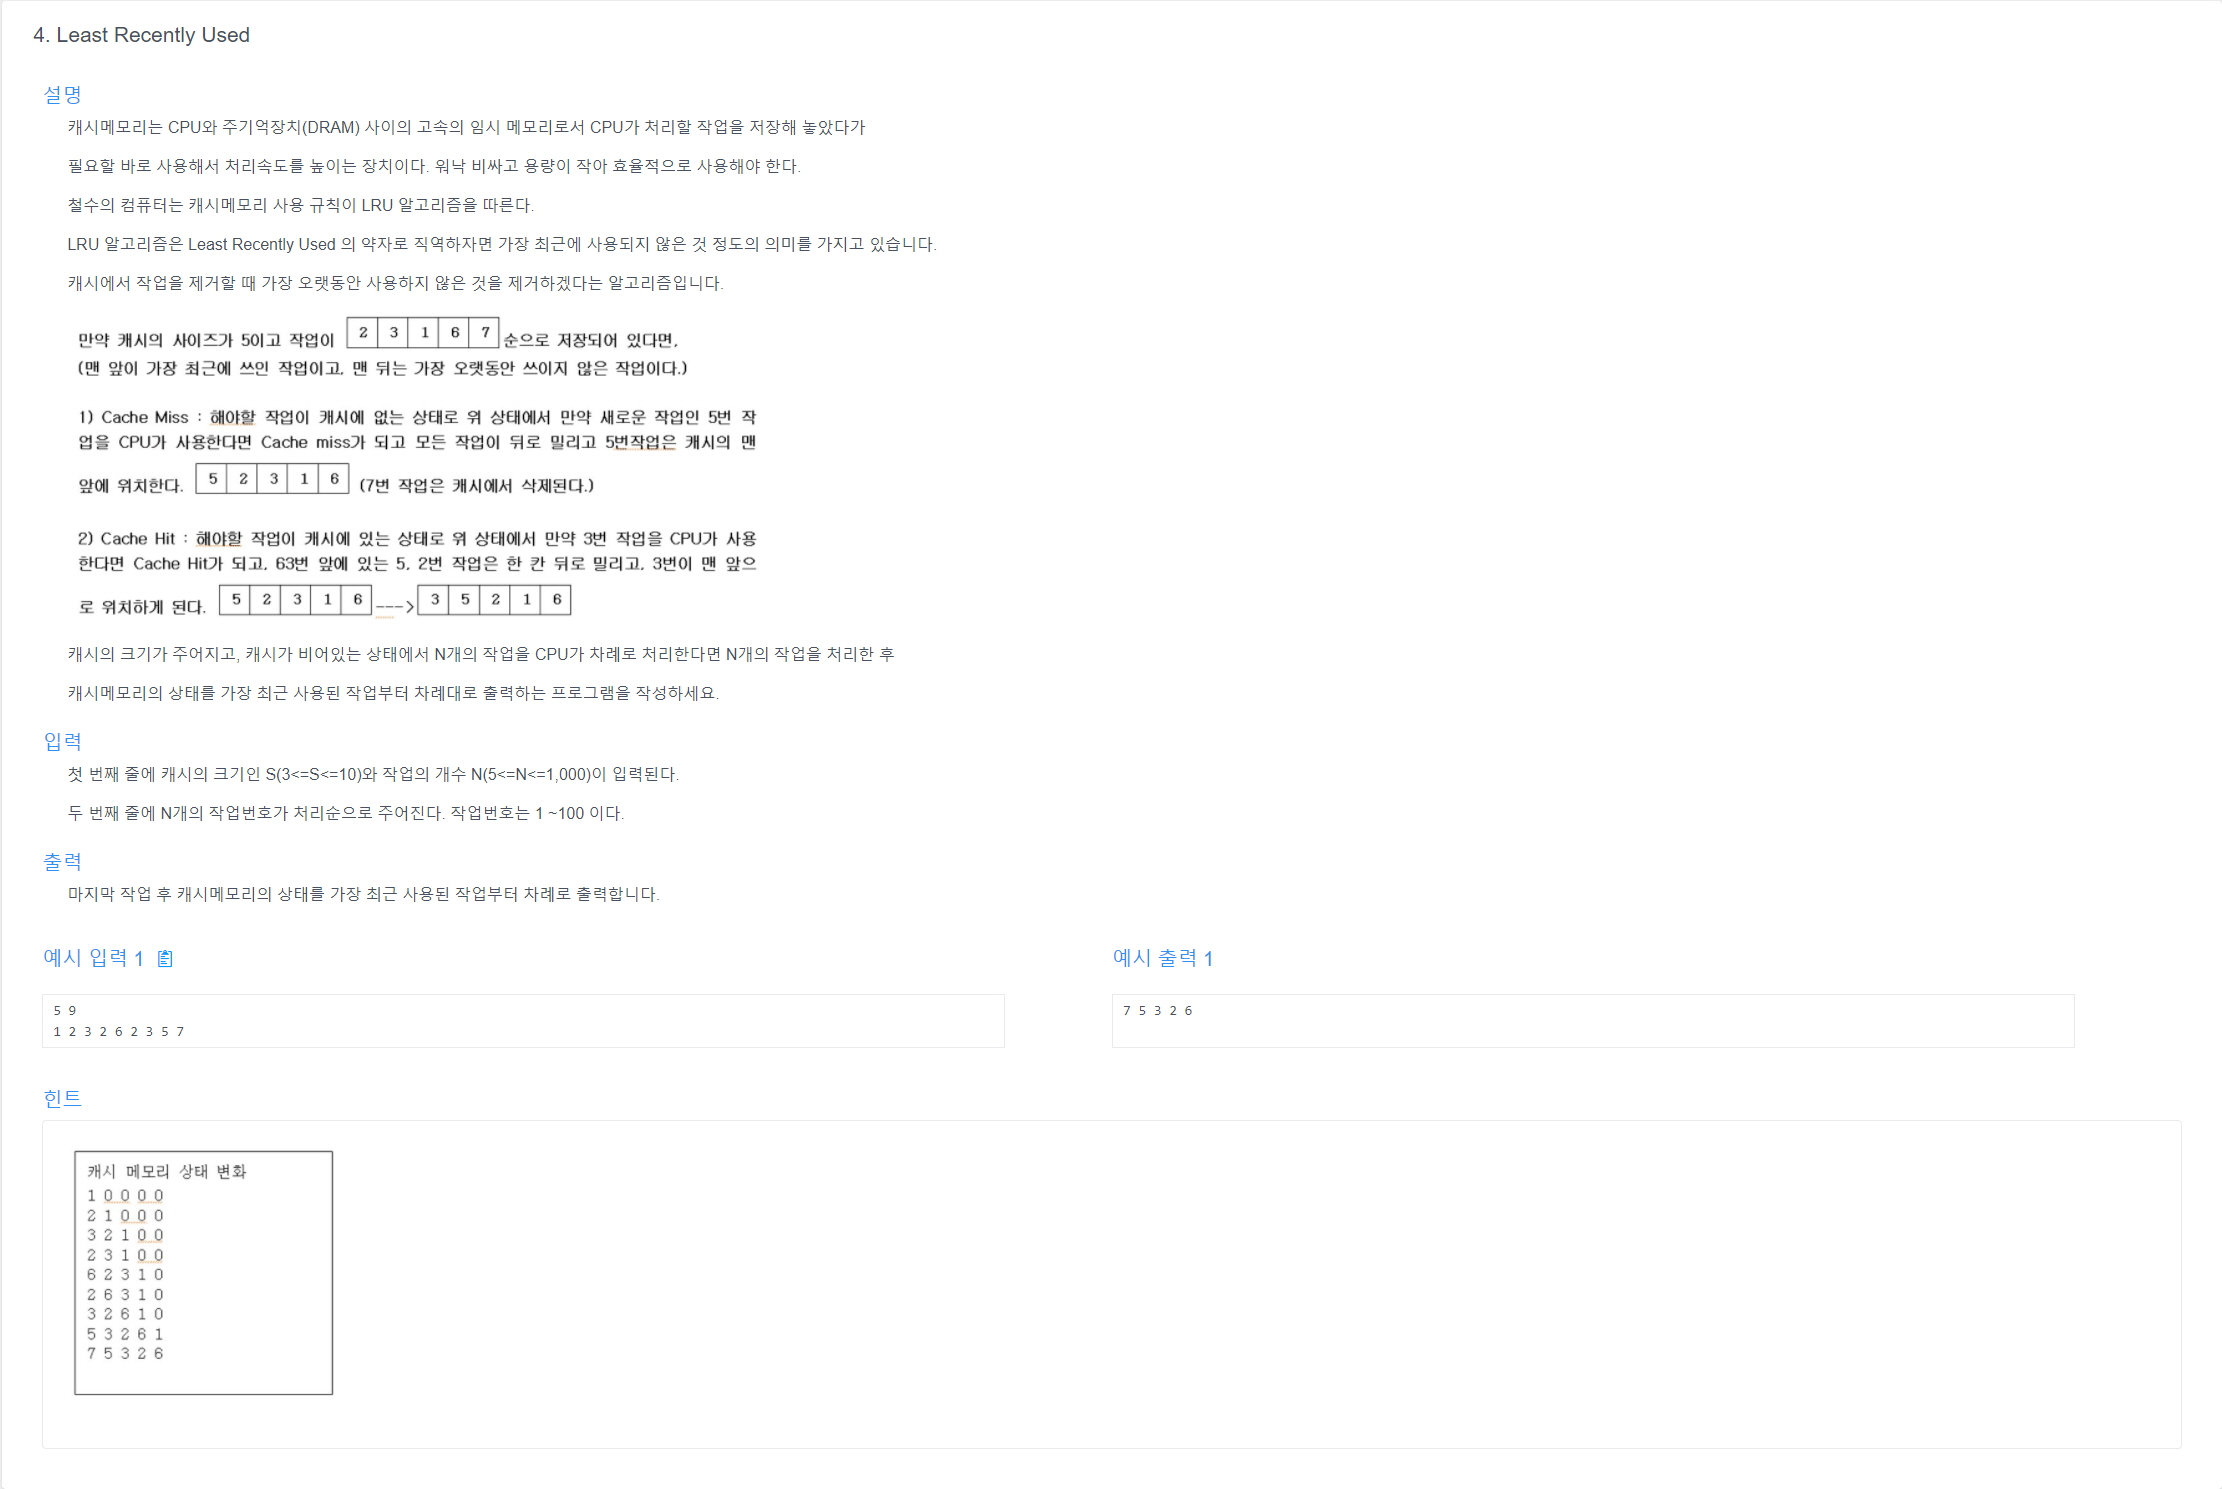 4. Least Recently Used
설명
캐시메모리는 CPU와 주기억장치(DRAM) 사이의 고속의 임시 메모리로서 CPU가 처리할 작업을 저장해 놓았다가
필요할 바로 사용해서 처리속도를 높이는 장치이다. 워낙 비싸고 용량이 작아 효율적으로 사용해야 한다.
철수의 컴퓨터는 캐시메모리 사용 규칙이 LRU 알고리즘을 따른다.
LRU 알고리즘은 Least Recently Used 의 약자로 직역하자면 가장 최근에 사용되지 않은 것 정도의 의미를 가지고 있습니다.
캐시에서 작업을 제거할 때 가장 오랫동안 사용하지 않은 것을 제거하겠다는 알고리즘입니다.
만약 캐시의 사이즈가 5이고 작업이 2 3 1 6 7 순으로 저장되어 있다면,
(맨 앞이 가장 최근에 쓰인 작업이고, 맨 뒤는 가장 오랫동안 쓰이지 않은 작업이다.)
1) Cache Miss : 해야할 작업이 캐시에 없는 상태로 위 상태에서 만약 새로운 작업인 5번 작
업을 CPU가 사용한다면 Cache miss가 되고 모든 작업이 뒤로 밀리고 5번작업은 캐시의 맨
앞에 위치한다. 5 2 3 1 6 (7번 작업은 캐시에서 삭제된다.)
2) Cache Hit : 해야할 작업이 캐시에 있는 상태로 위 상태에서 만약 3번 작업을 CPU가 사용
한다면 Cache Hit가 되고, 63번 앞에 있는 5, 2번 작업은 한 칸 뒤로 밀리고, 3번이 맨 앞으
로 위치하게 된다. 5 2 3 1 6 ---> 3 5 2 1 6
캐시의 크기가 주어지고, 캐시가 비어있는 상태에서 N개의 작업을 CPU가 차례로 처리한다면 N개의 작업을 처리한 후
캐시메모리의 상태를 가장 최근 사용된 작업부터 차례대로 출력하는 프로그램을 작성하세요.
입력
첫 번째 줄에 캐시의 크기인 S(3<=S<=10)와 작업의 개수 N(5<=N<=1,000)이 입력된다.
두 번째 줄에 N개의 작업번호가 처리순으로 주어진다. 작업번호는 1 ~100 이다.
출력
마지막 작업 후 캐시메모리의 상태를 가장 최근 사용된 작업부터 차례로 출력합니다.
예시 입력 1
5 9
1 2 3 2 6 2 3 5 7
예시 출력 1
7 5 3 2 6
힌트
캐시 메모리 상태 변화
1 0 0 0 0
2 1 0 0 0
3 2 1 0 0
2 3 1 0 0
6 2 3 1 0
2 6 3 1 0
3 2 6 1 0
5 3 2 6 1
7 5 3 2 6